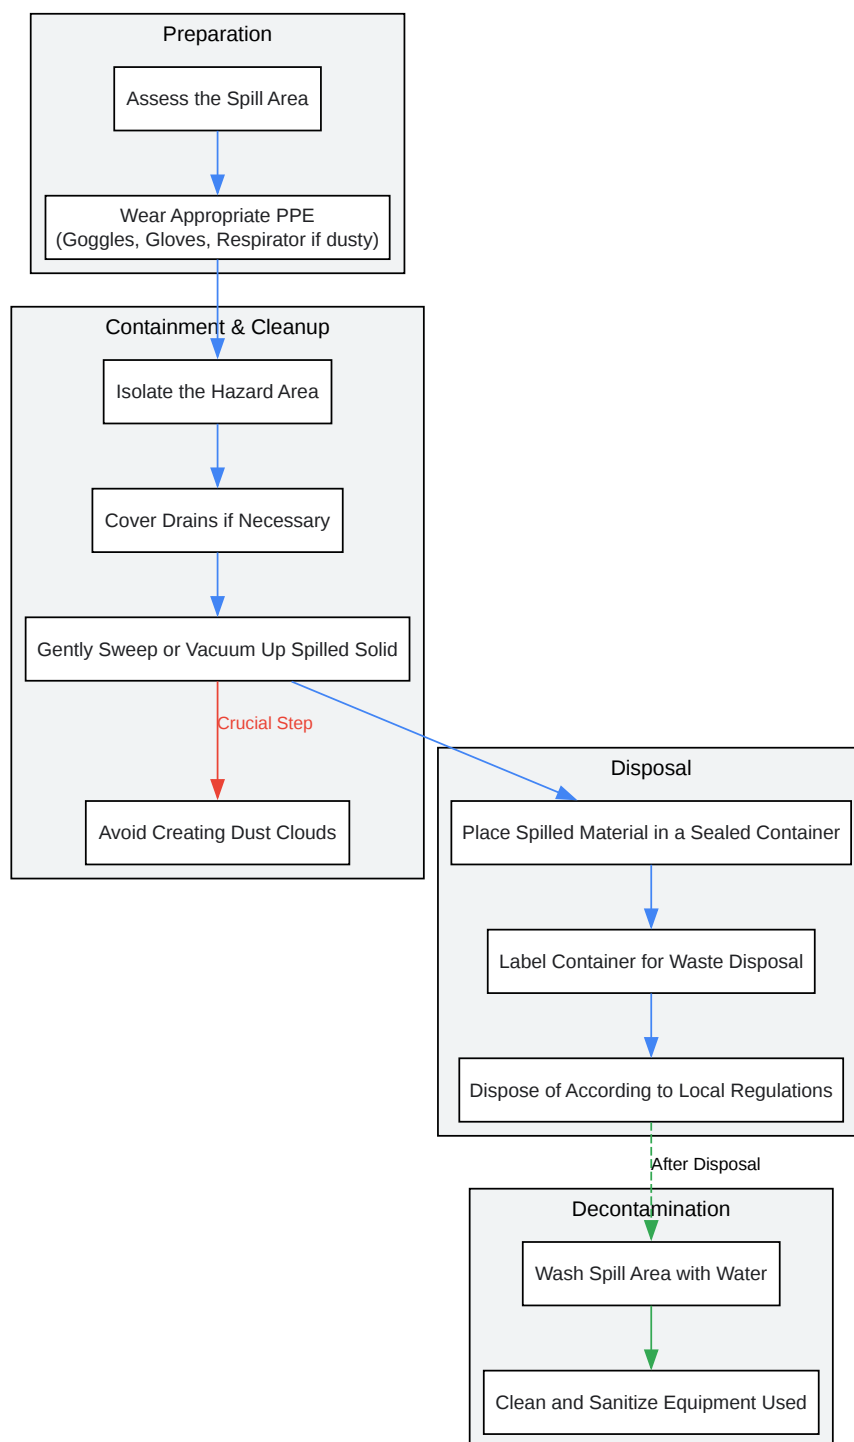 Preparation
Assess the Spill Area
Wear Appropriate PPE
(Goggles, Gloves, Respirator if dusty)
Containment & Cleanup
Isolate the Hazard Area
Cover Drains if Necessary
Gently Sweep or Vacuum Up Spilled Solid
Crucial Step
Avoid Creating Dust Clouds
Disposal
Place Spilled Material in a Sealed Container
Label Container for Waste Disposal
Dispose of According to Local Regulations
After Disposal
Decontamination
Wash Spill Area with Water
Clean and Sanitize Equipment Used